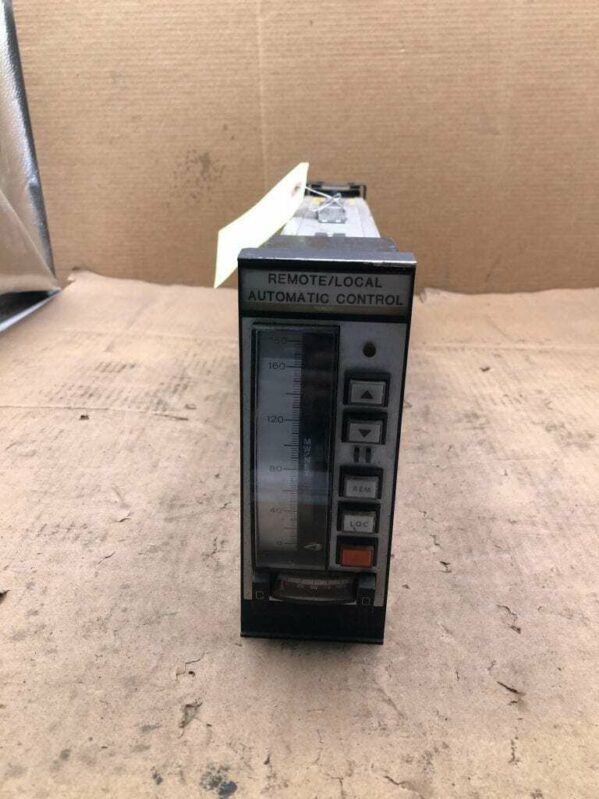 REMOTE/LOCAL
AUTOMATIC CONTROL
160
120
80
40
0
REM
LOC